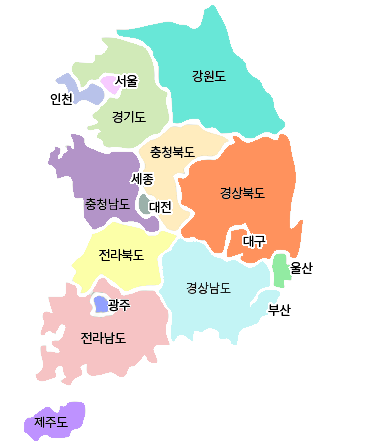 강원도
서울
인천
경기도
충청북도
세종
경상북도
충청남도
대전
대구
전라북도
울산
경상남도
광주
부산
전라남도
제주도